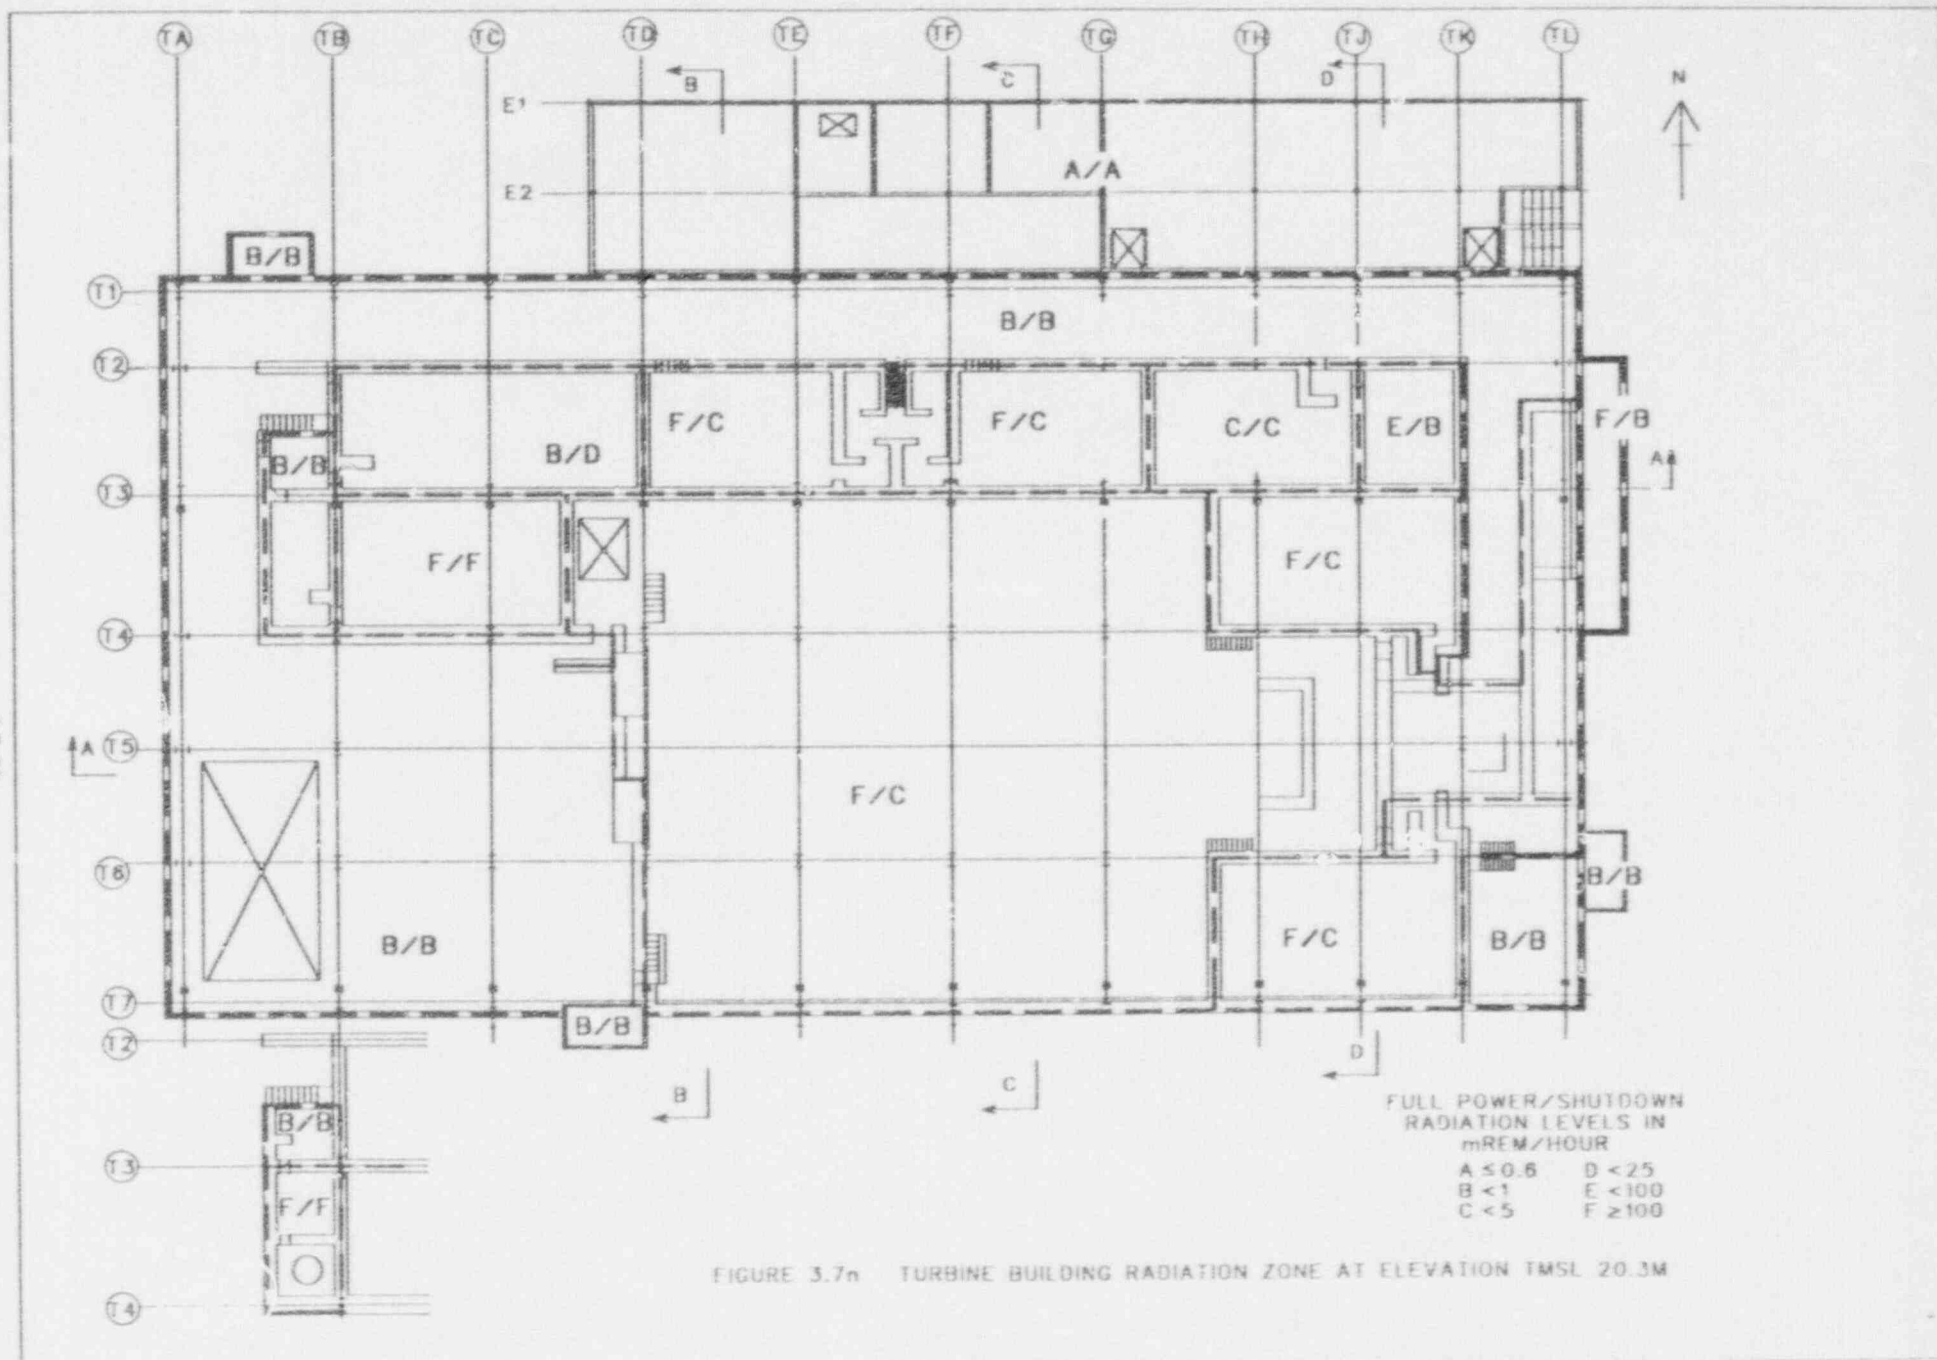 TA TB TC TD TE TF TG TH TJ TK TL
B C D N
E1
A/A
E2
B/B
T1
B/B
T2
F/C F/C C/C E/B F/B
B/D
B/B
A
T3
F/F F/C
T4
A T5
F/C
T6
B/B
B/B F/C B/B
T7
B/B
T2
D
B C
B/B
T3
F/F
T4
FULL POWER/SHUTDOWN
RADIATION LEVELS IN
mREM/HOUR
A ≤0.6 D <25
B <1 E <100
C <5 F ≥100
FIGURE 3.7n TURBINE BUILDING RADIATION ZONE AT ELEVATION TMSL 20.3M